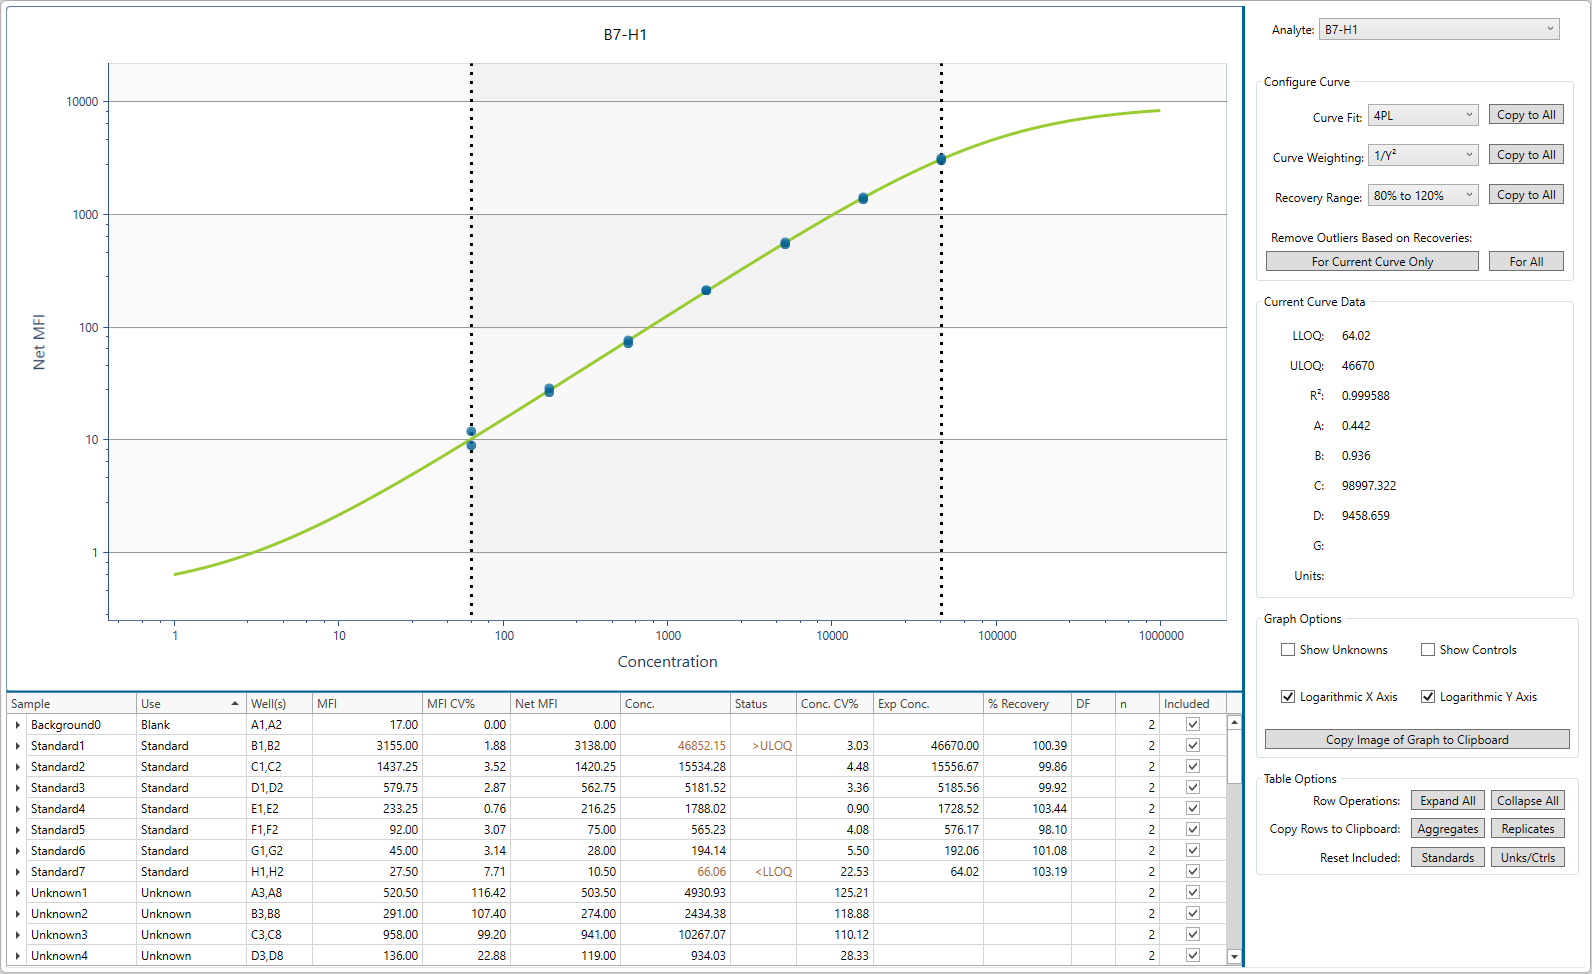 B7-H1
10000
1000
100
10
1
Net MFI
1 10 100 1000 10000 100000 1000000
Concentration
Sample Use Well(s) MFI MFI CV% Net MFI Conc. Status Conc. CV% Exp Conc. % Recovery DF n Included
Background0 Blank A1,A2 17.00 0.00 0.00 2
Standard1 Standard B1,B2 3155.00 1.88 3138.00 46852.15 >ULOQ 3.03 46670.00 100.39 2
Standard2 Standard C1,C2 1437.25 3.52 1420.25 15534.28 4.48 15556.67 99.86 2
Standard3 Standard D1,D2 579.75 2.87 562.75 5181.52 3.36 5185.56 99.92 2
Standard4 Standard E1,E2 233.25 0.76 216.25 1788.02 0.90 1728.52 103.44 2
Standard5 Standard F1,F2 92.00 3.07 75.00 565.23 4.08 576.17 98.10 2
Standard6 Standard G1,G2 45.00 3.14 28.00 194.14 5.50 192.06 101.08 2
Standard7 Standard H1,H2 27.50 7.71 10.50 66.06 <LLOQ 22.53 64.02 103.19 2
Unknown1 Unknown A3,A8 520.50 116.42 503.50 4930.93 125.21 2
Unknown2 Unknown B3,B8 291.00 107.40 274.00 2434.38 118.88 2
Unknown3 Unknown C3,C8 958.00 99.20 941.00 10267.07 110.12 2
Unknown4 Unknown D3,D8 136.00 22.88 119.00 934.03 28.33 2
Analyte: B7-H1
Configure Curve
Curve Fit: 4PL Copy to All
Curve Weighting: 1/Y² Copy to All
Recovery Range: 80% to 120% Copy to All
Remove Outliers Based on Recoveries:
For Current Curve Only For All
Current Curve Data
LLOQ: 64.02
ULOQ: 46670
R²: 0.999588
A: 0.442
B: 0.936
C: 98997.322
D: 9458.659
G:
Units:
Graph Options
Show Unknowns Show Controls
Logarithmic X Axis Logarithmic Y Axis
Copy Image of Graph to Clipboard
Table Options
Row Operations: Expand All Collapse All
Copy Rows to Clipboard: Aggregates Replicates
Reset Included: Standards Unks/Ctrls